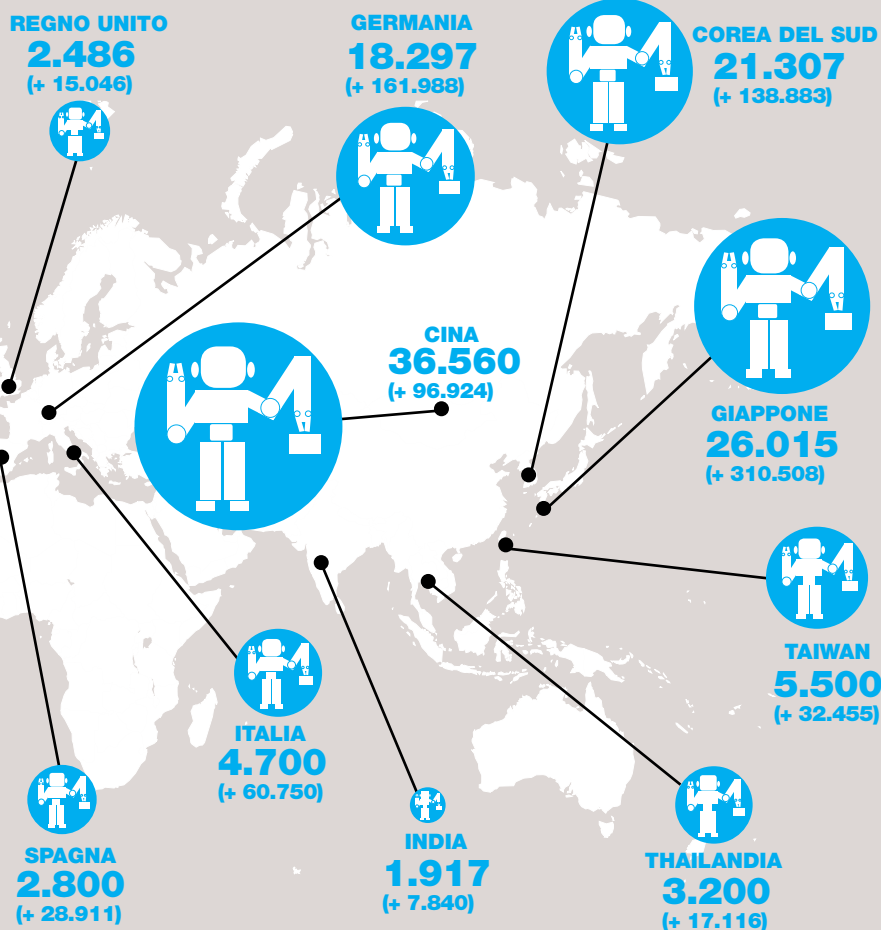 REGNO UNITO
2.486
(+ 15.046)
GERMANIA
18.297
(+ 161.988)
COREA DEL SUD
21.307
(+ 138.883)
CINA
36.560
(+ 96.924)
GIAPPONE
26.015
(+ 310.508)
TAIWAN
5.500
(+ 32.455)
ITALIA
4.700
(+ 60.750)
SPAGNA
2.800
(+ 28.911)
INDIA
1.917
(+ 7.840)
THAILANDIA
3.200
(+ 17.116)